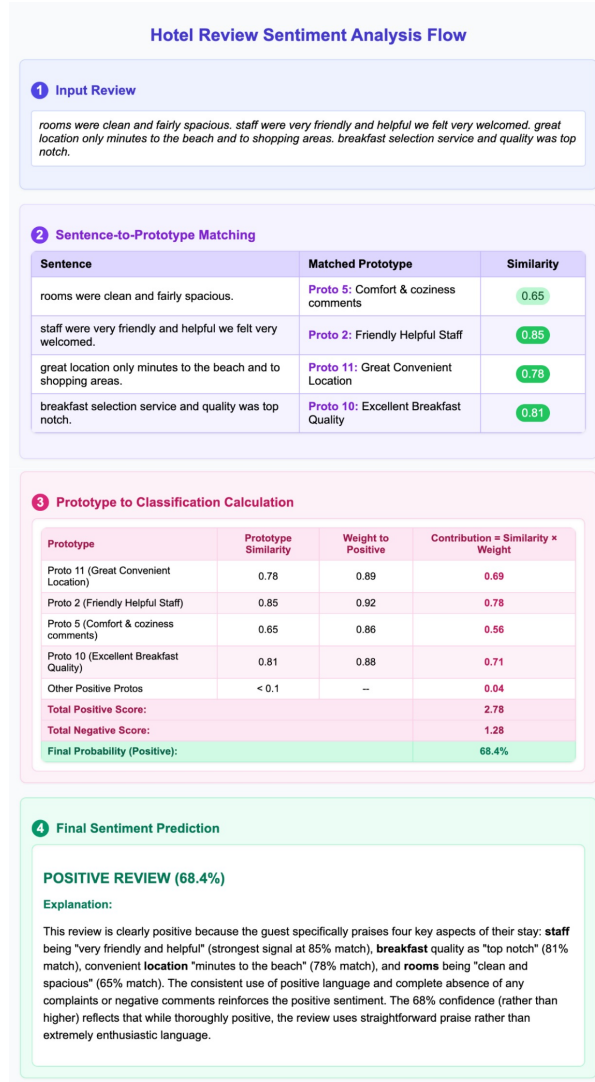 Hotel Review Sentiment Analysis Flow
1 Input Review
rooms were clean and fairly spacious. staff were very friendly and helpful we felt very welcomed. great
location only minutes to the beach and to shopping areas. breakfast selection service and quality was top
notch.
2 Sentence-to-Prototype Matching
Sentence Matched Prototype Similarity
rooms were clean and fairly spacious. Proto 5: Comfort & coziness comments 0.65
staff were very friendly and helpful we felt very welcomed. Proto 2: Friendly Helpful Staff 0.85
great location only minutes to the beach and to shopping areas. Proto 11: Great Convenient Location 0.78
breakfast selection service and quality was top notch. Proto 10: Excellent Breakfast Quality 0.81
3 Prototype to Classification Calculation
Prototype Prototype Similarity Weight to Positive Contribution = Similarity × Weight
Proto 11 (Great Convenient Location) 0.78 0.89 0.69
Proto 2 (Friendly Helpful Staff) 0.85 0.92 0.78
Proto 5 (Comfort & coziness comments) 0.65 0.86 0.56
Proto 10 (Excellent Breakfast Quality) 0.81 0.88 0.71
Other Positive Protos < 0.1 -- 0.04
Total Positive Score: 2.78
Total Negative Score: 1.28
Final Probability (Positive): 68.4%
4 Final Sentiment Prediction
POSITIVE REVIEW (68.4%)
Explanation:
This review is clearly positive because the guest specifically praises four key aspects of their stay: staff
being "very friendly and helpful" (strongest signal at 85% match), breakfast quality as "top notch" (81%
match), convenient location "minutes to the beach" (78% match), and rooms being "clean and
spacious" (65% match). The consistent use of positive language and complete absence of any
complaints or negative comments reinforces the positive sentiment. The 68% confidence (rather than
higher) reflects that while thoroughly positive, the review uses straightforward praise rather than
extremely enthusiastic language.